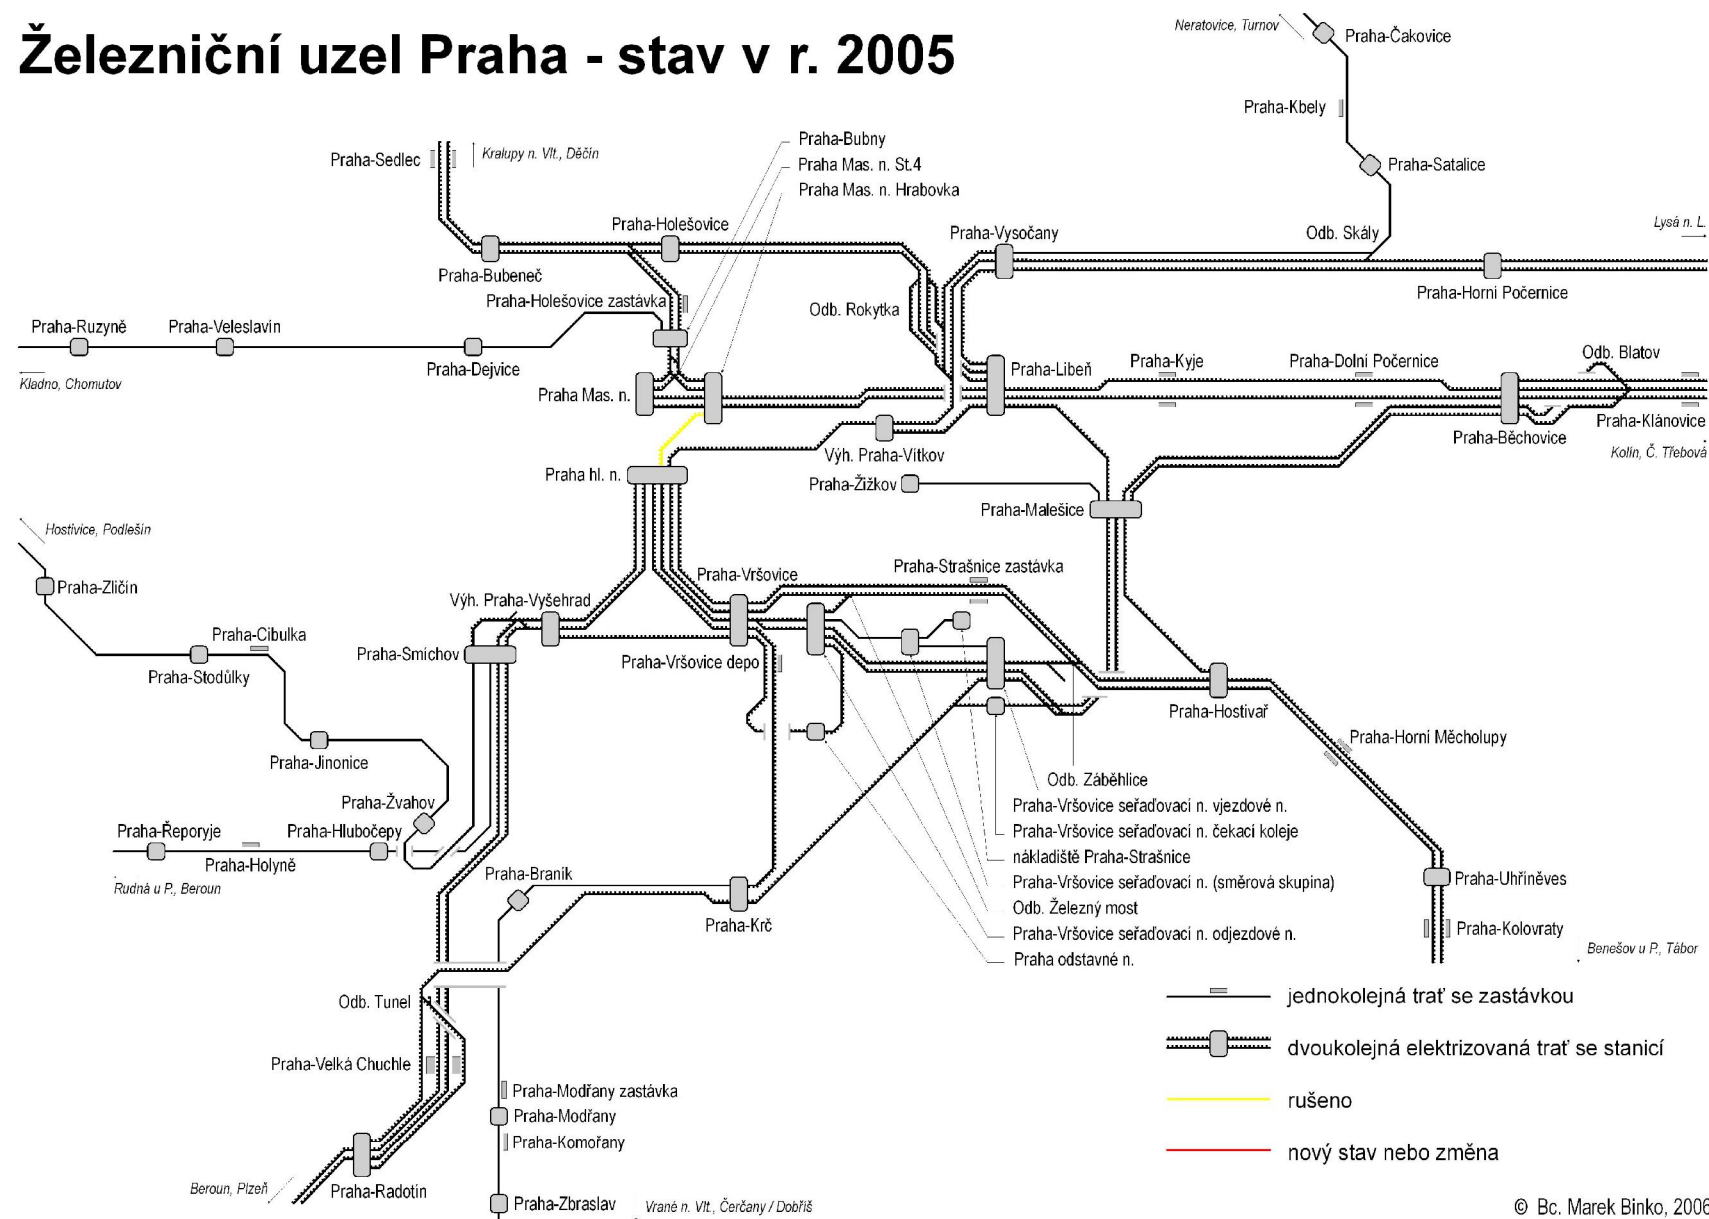 Železniční uzel Praha - stav v r. 2005
Neratovice, Turnov
Praha-Čakovice
Praha-Kbely
Praha-Satalice
Praha-Sedlec
Kralupy n. Vlt., Děčín
Praha-Bubny
Praha Mas. n. St.4
Praha Mas. n. Hrabovka
Praha-Holešovice
Praha-Vysočany
Odb. Skály
Lysá n. L.
Praha-Bubeneč
Praha-Holešovice zastávka
Odb. Rokytka
Praha-Horní Počernice
Praha-Ruzyně
Praha-Veleslavín
Praha-Dejvice
Kladno, Chomutov
Praha Mas. n.
Praha-Libeň
Praha-Kyje
Praha-Dolní Počernice
Odb. Blatov
Praha-Klánovice
Praha-Běchovice
Kolín, Č. Třebová
Výh. Praha-Vítkov
Praha hl. n.
Praha-Žižkov
Praha-Malešice
Hostivice, Podlešín
Praha-Zličín
Praha-Vršovice
Praha-Strašnice zastávka
Výh. Praha-Vyšehrad
Praha-Cibulka
Praha-Smíchov
Praha-Stodůlky
Praha-Vršovice depo
Praha-Hostivař
Praha-Jinonice
Praha-Horní Měcholupy
Odb. Záběhlice
Praha-Vršovice seřaďovací n. vjezdové n.
Praha-Vršovice seřaďovací n. čekací koleje
nákladiště Praha-Strašnice
Praha-Vršovice seřaďovací n. (směrová skupina)
Odb. Železný most
Praha-Vršovice seřaďovací n. odjezdové n.
Praha odstavné n.
Praha-Žvahov
Praha-Řeporyje
Praha-Hlubočepy
Praha-Holyně
Rudná u P., Beroun
Praha-Braník
Praha-Krč
Praha-Uhříněves
Praha-Kolovraty
Benešov u P., Tábor
Odb. Tunel
Praha-Velká Chuchle
Praha-Modřany zastávka
Praha-Modřany
Praha-Komořany
Beroun, Plzeň
Praha-Radotín
Praha-Zbraslav
Vrané n. Vlt., Čerčany / Dobříš
jednokolejná trať se zastávkou
dvoukolejná elektrizovaná trať se stanicí
rušeno
nový stav nebo změna
© Bc. Marek Binko, 2006